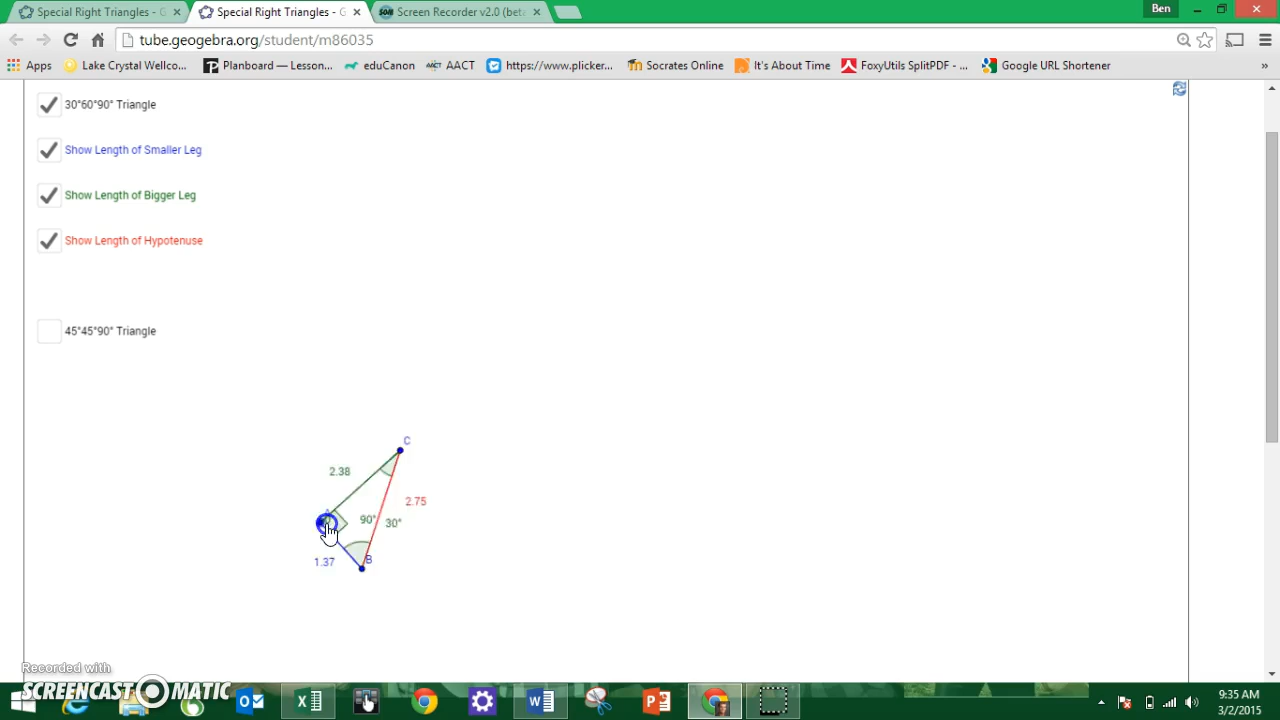 Special Right Triangles - G
Special Right Triangles - G
Screen Recorder v2.0 (bet
Ben
tube.geogebra.org/student/m86035
Apps
Lake Crystal Wellco...
Planboard — Lesson...
eduCanon
AACT
https://www.plicker...
Socrates Online
It's About Time
FoxyUtils SplitPDF - ...
Google URL Shortener
»
30°60°90° Triangle
Show Length of Smaller Leg
Show Length of Bigger Leg
Show Length of Hypotenuse
45°45°90° Triangle
C
2.38
2.75
90°
30°
1.37
B
Recorded with
SCREENCAST MATIC
9:35 AM
3/2/2015